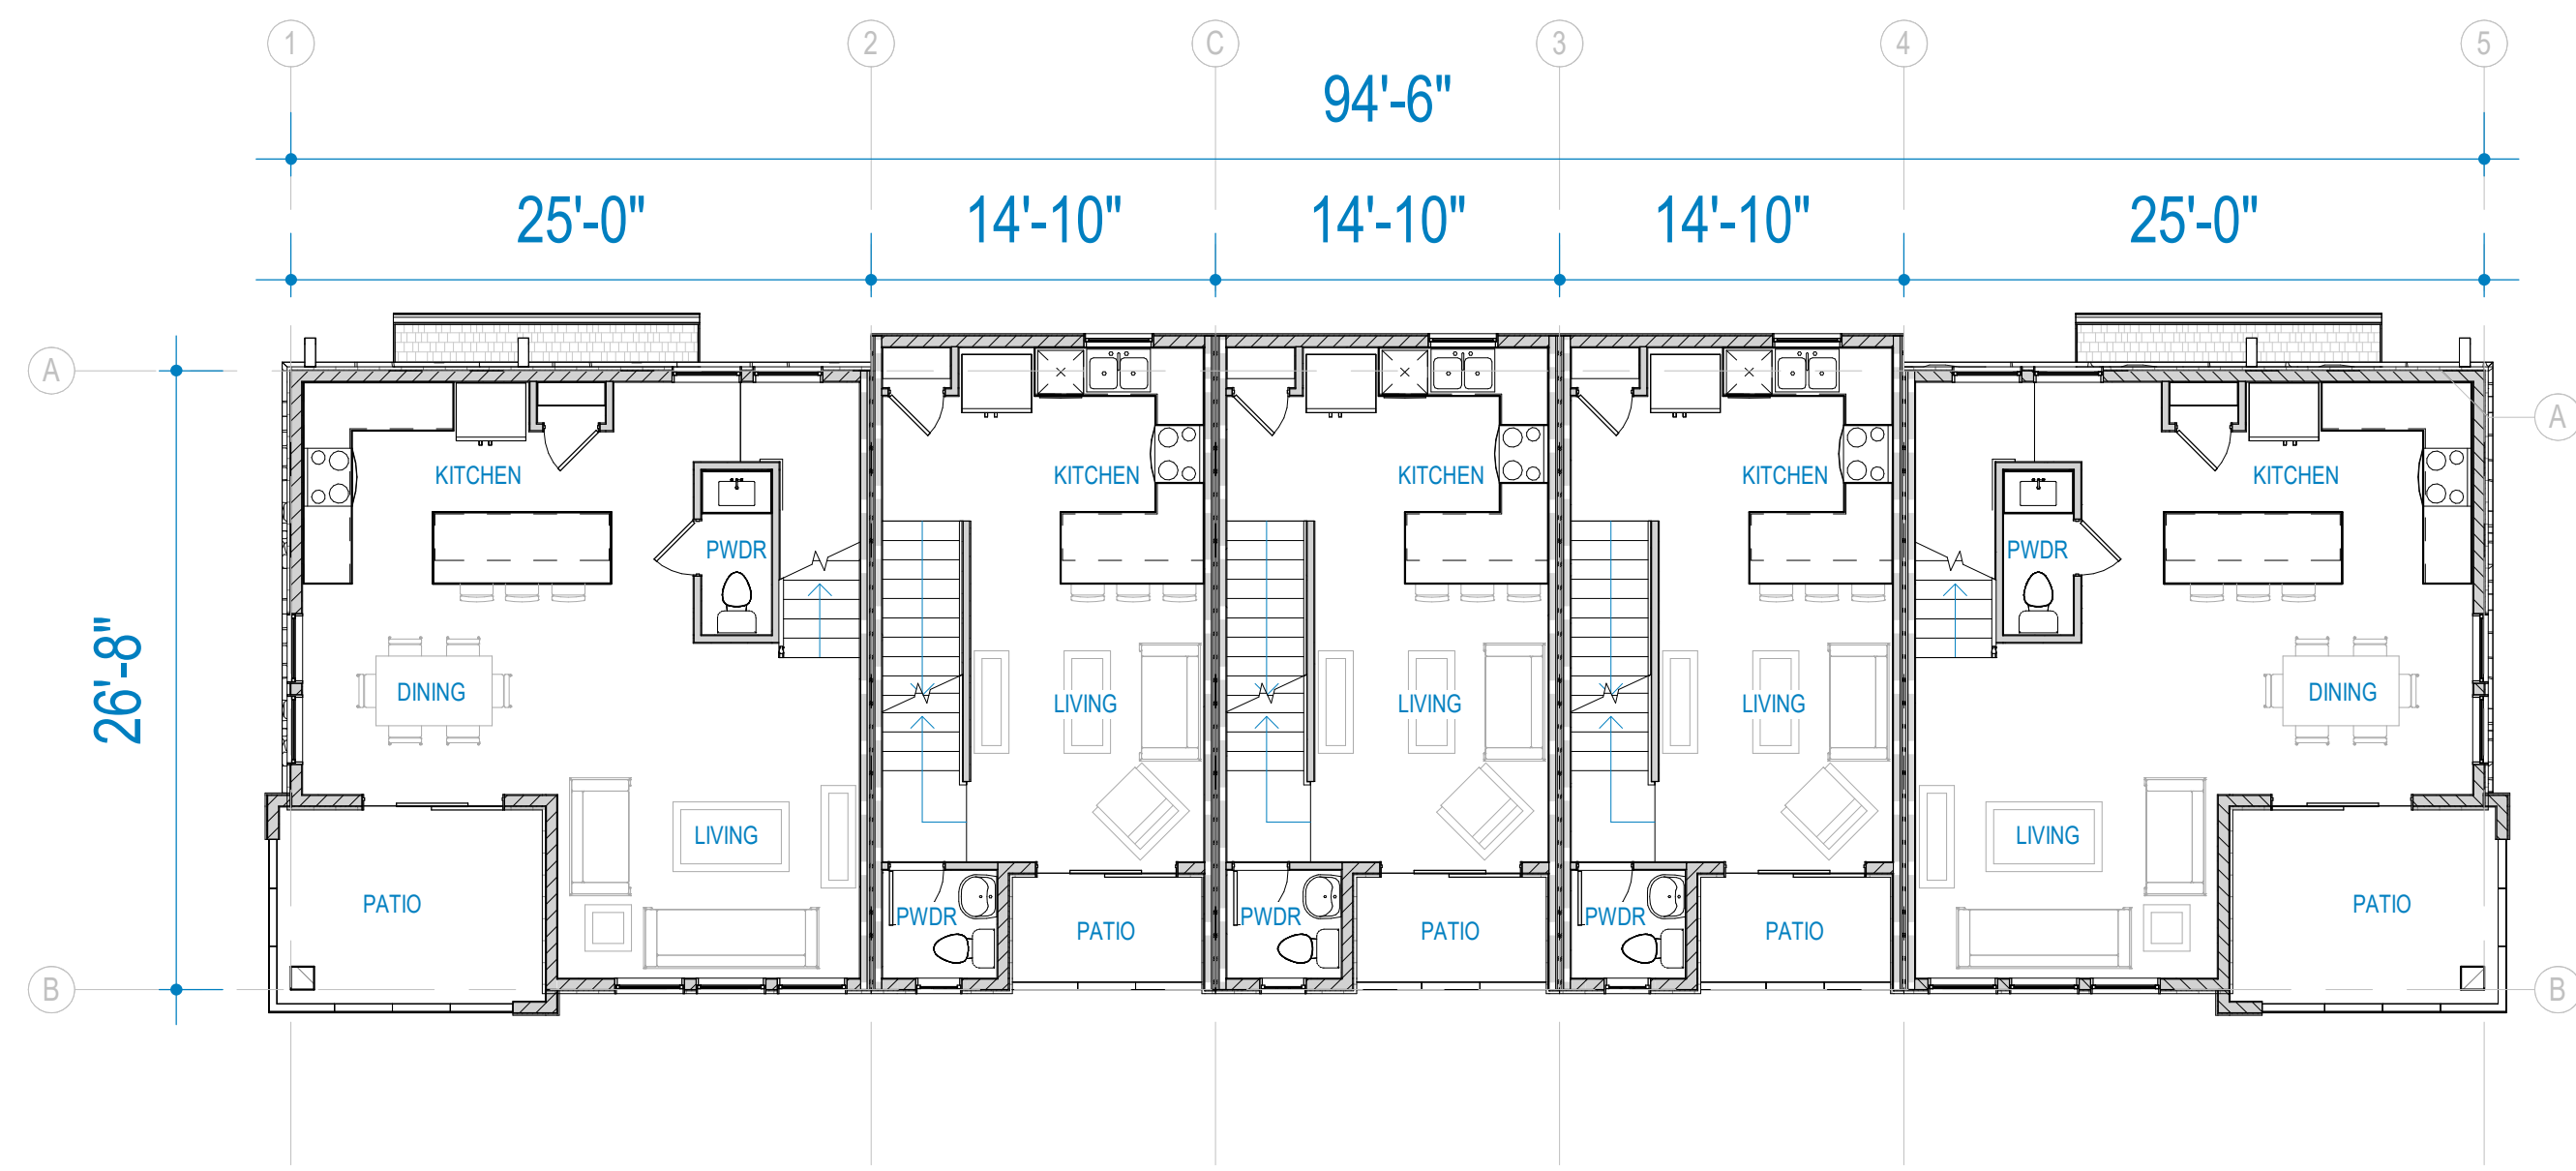 1 2 C 3 4 5
94'-6"
25'-0" 14'-10" 14'-10" 14'-10" 25'-0"
A
A
KITCHEN KITCHEN KITCHEN KITCHEN KITCHEN
PWDR PWDR
26'-8"
DINING DINING
LIVING LIVING LIVING
LIVING LIVING
PATIO PATIO
PWDR PWDR PWDR
PATIO PATIO PATIO
B B